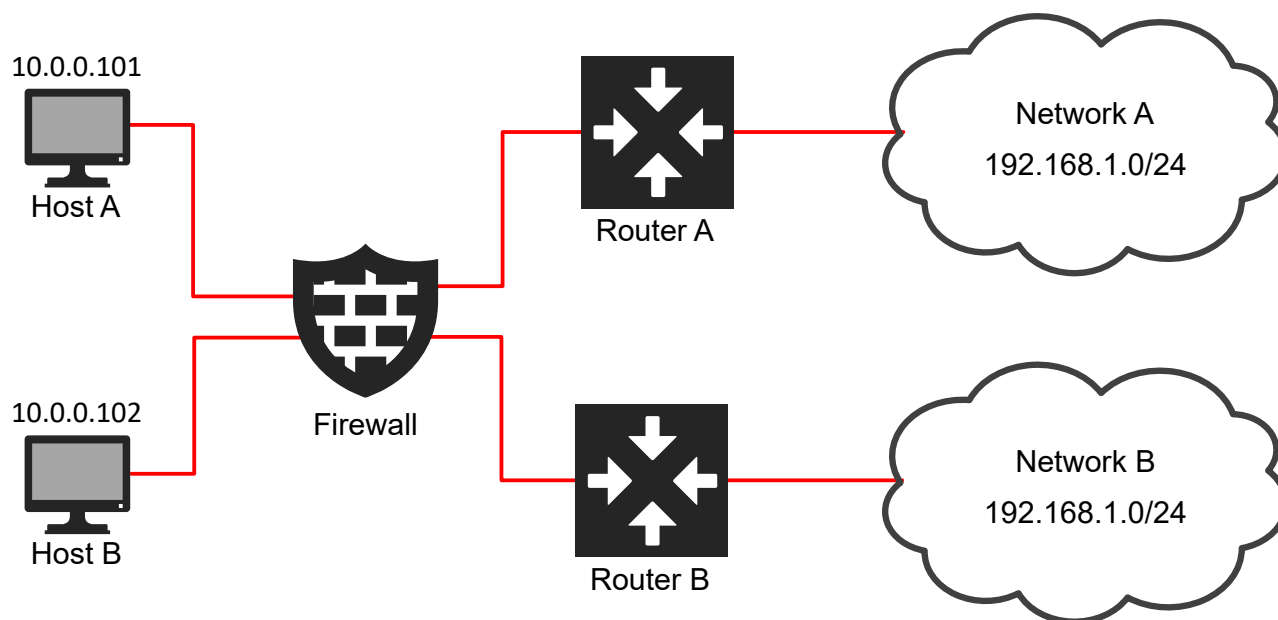 10.0.0.101
Host A
Router A
Network A
192.168.1.0/24
Firewall
10.0.0.102
Host B
Router B
Network B
192.168.1.0/24